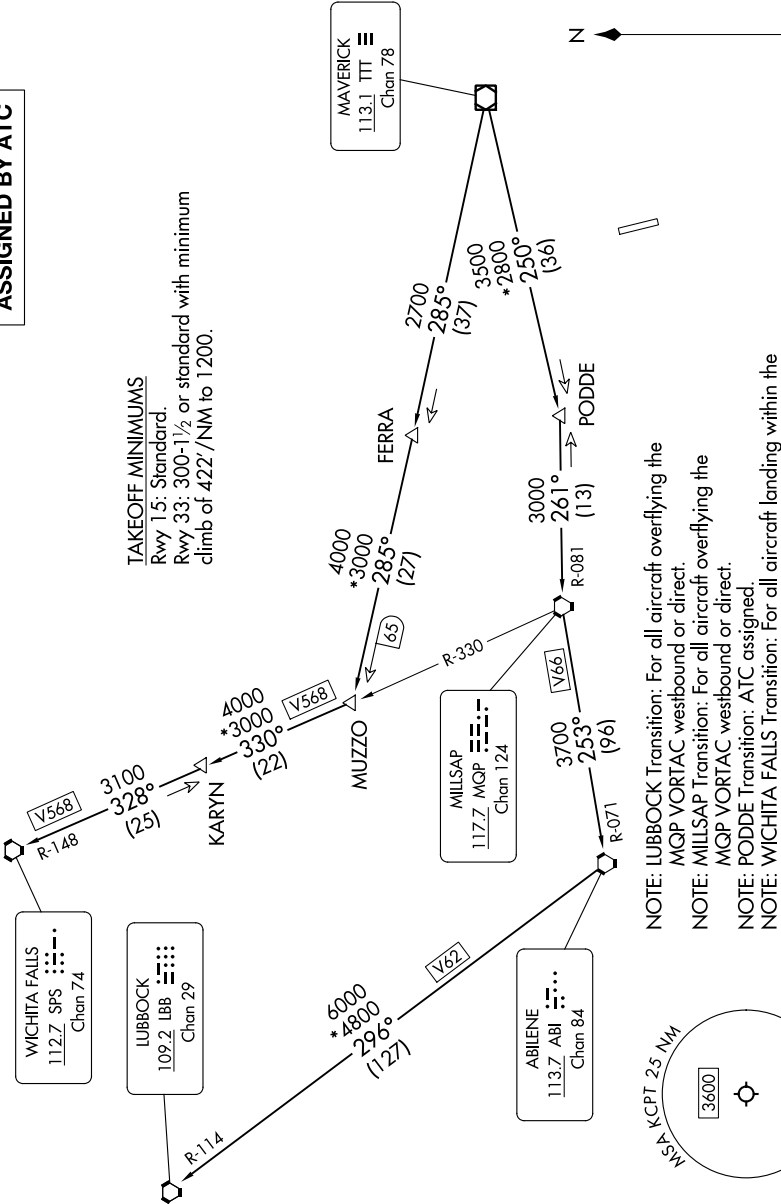 ASSIGNED BY ATC
TAKEOFF MINIMUMS
Rwy 15: Standard.
Rwy 33: 300-1½ or standard with minimum
climb of 422'/NM to 1200.
MAVERICK
113.1 TTT
Chan 78
N
2700
285°
(37)
3500
*2800
250°
(36)
FERRA
PODDE
4000
*3000
285°
(27)
3000
261°
(13)
R-081
65
R-330
MUZZO
V568
4000
*3000
330°
(22)
KARYN
3100
328°
(25)
V568
R-148
WICHITA FALLS
112.7 SPS
Chan 74
LUBBOCK
109.2 LBB
Chan 29
MILLSAP
117.7 MQP
Chan 124
V66
3700
253°
(96)
R-071
ABILENE
113.7 ABI
Chan 84
V62
6000
*4800
296°
(127)
R-114
MSA KCPT 25 NM
3600
NOTE: LUBBOCK Transition: For all aircraft overflying the
MQP VORTAC westbound or direct.
NOTE: MILLSAP Transition: For all aircraft overflying the
MQP VORTAC westbound or direct.
NOTE: PODDE Transition: ATC assigned.
NOTE: WICHITA FALLS Transition: For all aircraft landing within the